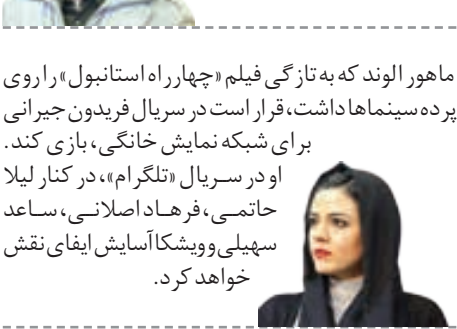 ماهور الوند که به تازگی فیلم «چهارراه استانبول» را روی
پرده سینماها داشت، قرار است در سریال فریدون جیرانی
برای شبکه نمایش خانگی، بازی کند.
او در سریال «تلگرام»، در کنار لیلا
حاتمی، فرهاد اصلانی، ساعد
سهیلی و ویشکا آسایش ایفای نقش
خواهد کرد.